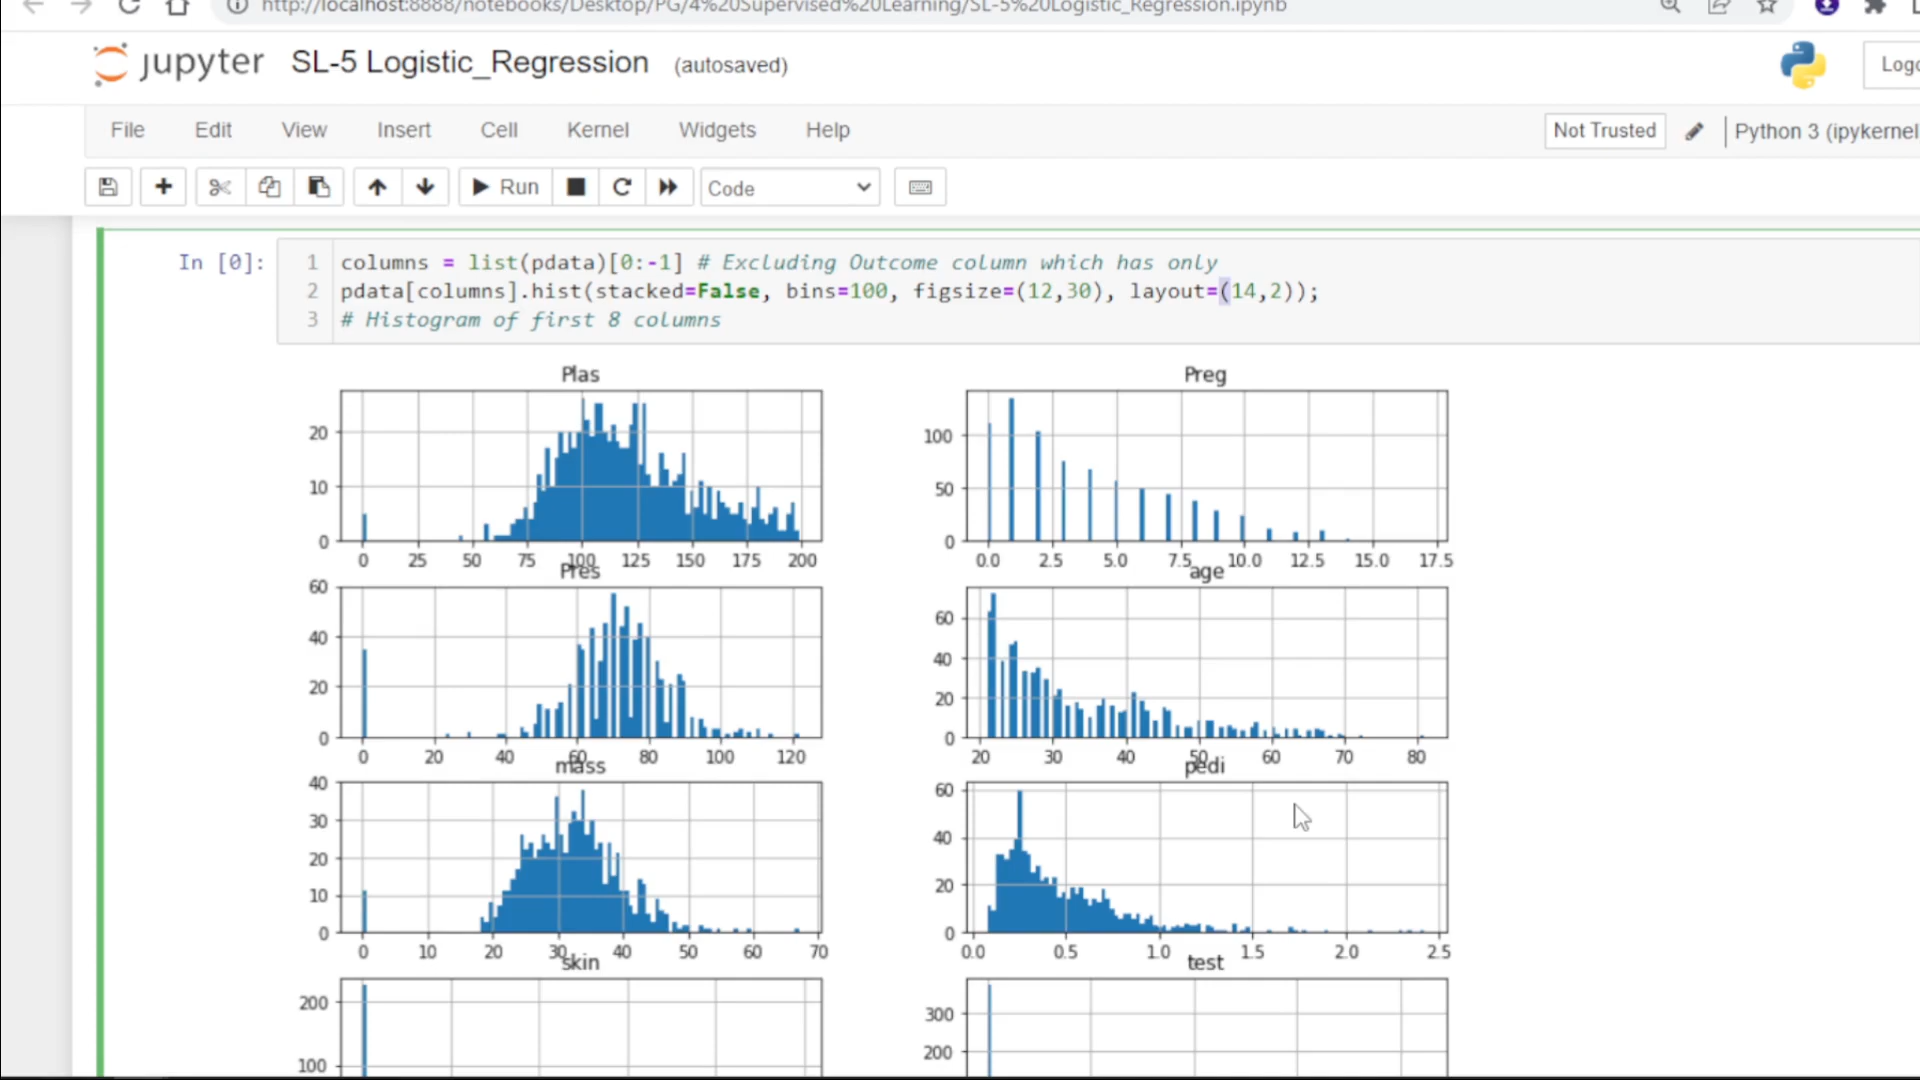 http://localhost:8888/notebooks/Desktop/PG/4%20Supervised%20Learning/SL-5%20Logistic_Regression.ipynb
jupyter SL-5 Logistic_Regression (autosaved)
File Edit View Insert Cell Kernel Widgets Help Not Trusted Python 3 (ipykernel
Run Code
In [0]:
1 columns = list(pdata)[0:-1] # Excluding Outcome column which has only
2 pdata[columns].hist(stacked=False, bins=100, figsize=(12,30), layout=(14,2));
3 # Histogram of first 8 columns
Plas Preg
20
10
0
0 25 50 75 100 125 150 175 200
100
50
0
0.0 2.5 5.0 7.5 10.0 12.5 15.0 17.5
Pres age
60
40
20
0
0 20 40 60 80 100 120
60
40
20
0
20 30 40 50 60 70 80
mass pedi
40
30
20
10
0
0 10 20 30 40 50 60 70
60
40
20
0
0.0 0.5 1.0 1.5 2.0 2.5
skin test
200
100
300
200